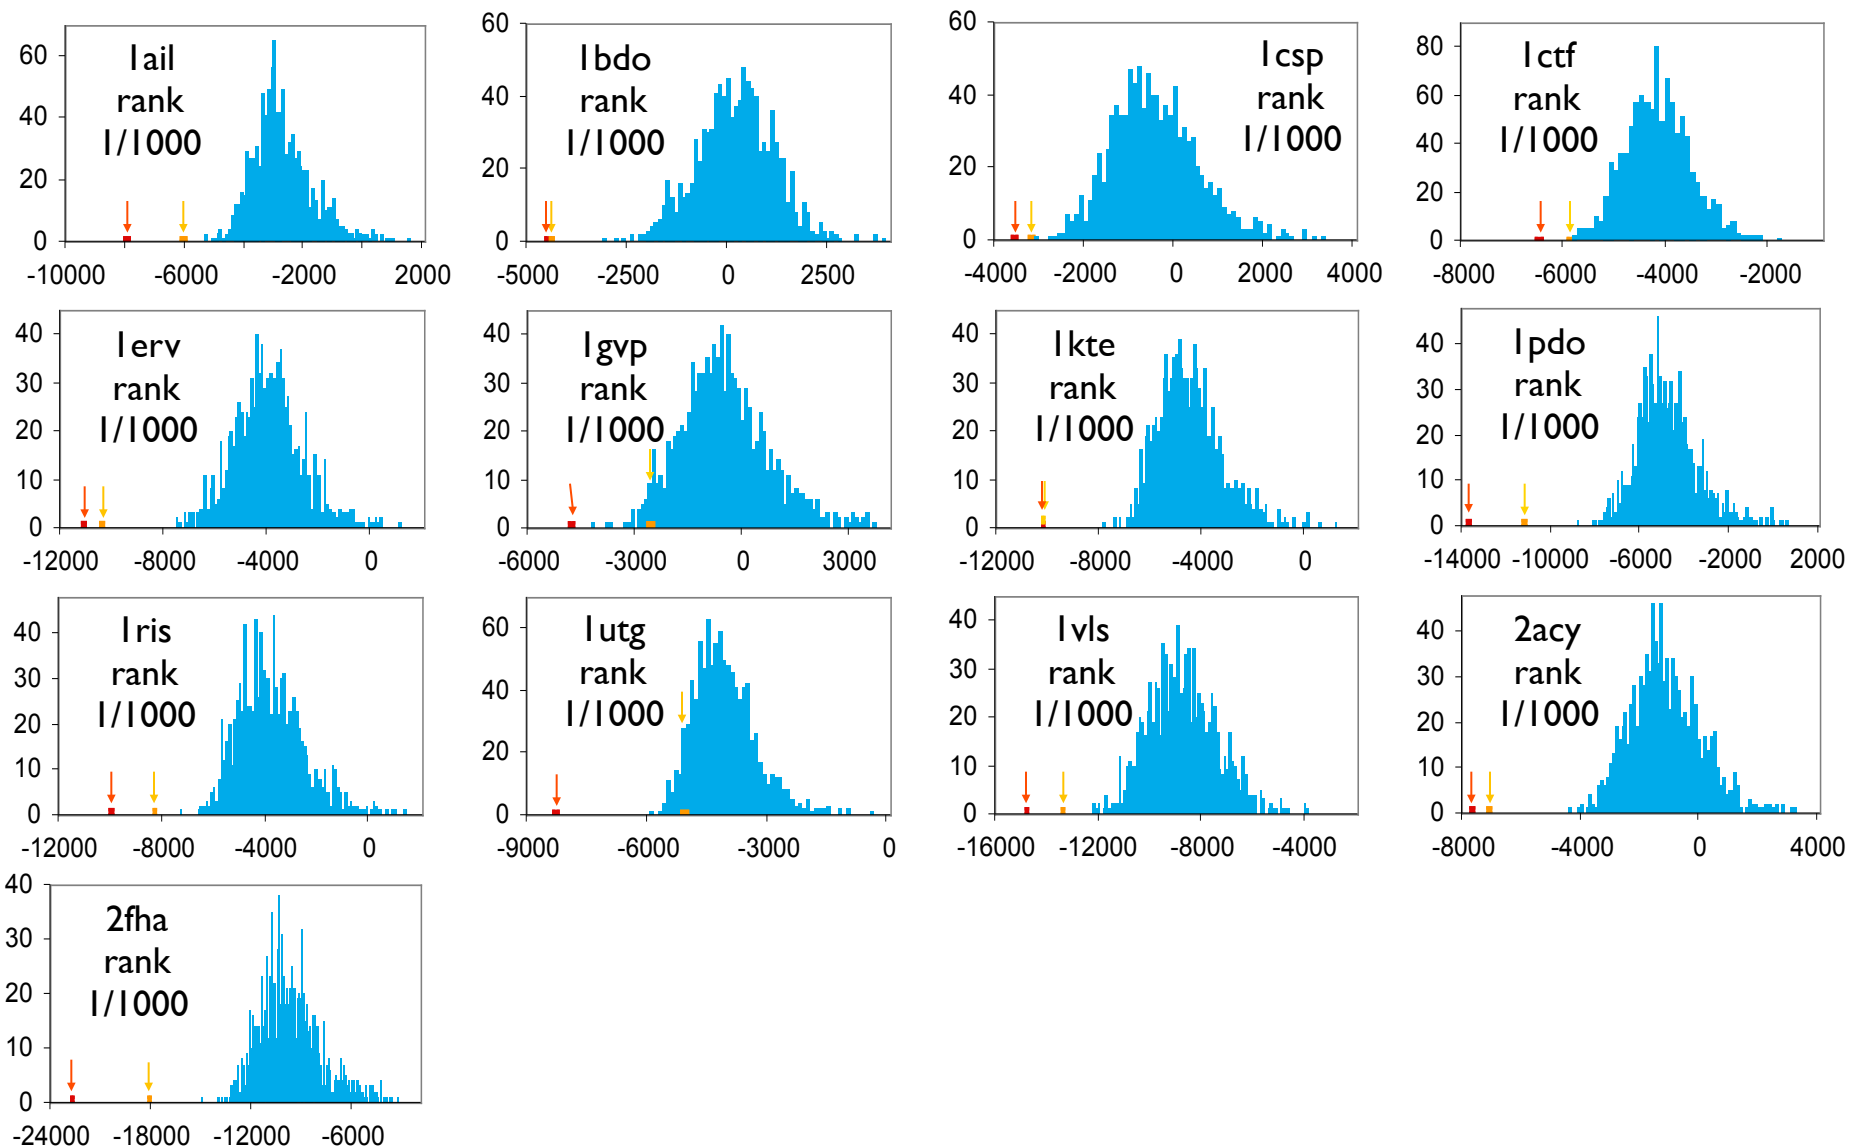 1ail
rank
1/1000
60
40
20
0
-10000 -6000 -2000 2000
1bdo
rank
1/1000
60
40
20
0
-5000 -2500 0 2500
1csp
rank
1/1000
60
40
20
0
-4000 -2000 0 2000 4000
1ctf
rank
1/1000
80
60
40
20
0
-8000 -6000 -4000 -2000
1erv
rank
1/1000
40
30
20
10
0
-12000 -8000 -4000 0
1gvp
rank
1/1000
40
30
20
10
0
-6000 -3000 0 3000
1kte
rank
1/1000
40
30
20
10
0
-12000 -8000 -4000 0
1pdo
rank
1/1000
40
30
20
10
0
-14000 -10000 -6000 -2000 2000
1ris
rank
1/1000
40
30
20
10
0
-12000 -8000 -4000 0
1utg
rank
1/1000
60
40
20
0
-9000 -6000 -3000 0
1vls
rank
1/1000
40
30
20
10
0
-16000 -12000 -8000 -4000
2acy
rank
1/1000
40
30
20
10
0
-8000 -4000 0 4000
2fha
rank
1/1000
40
30
20
10
0
-24000 -18000 -12000 -6000